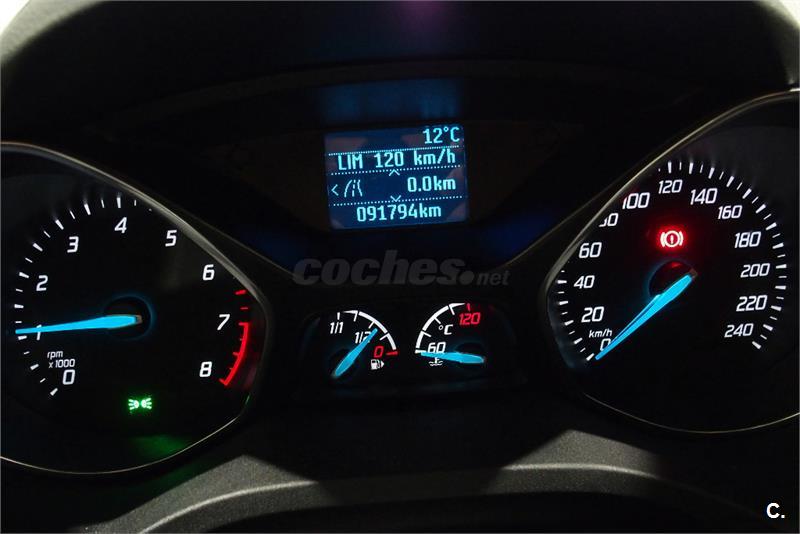 12°C
LIM 120 km/h
0.0km
091794km
coches.net
0 1 2 3 4 5 6 7 8
rpm
x 1000
1/1 1/2 0
60 °C 120
0 20 40 60 80 100 120 140 160 180 200 220 240
km/h
C.